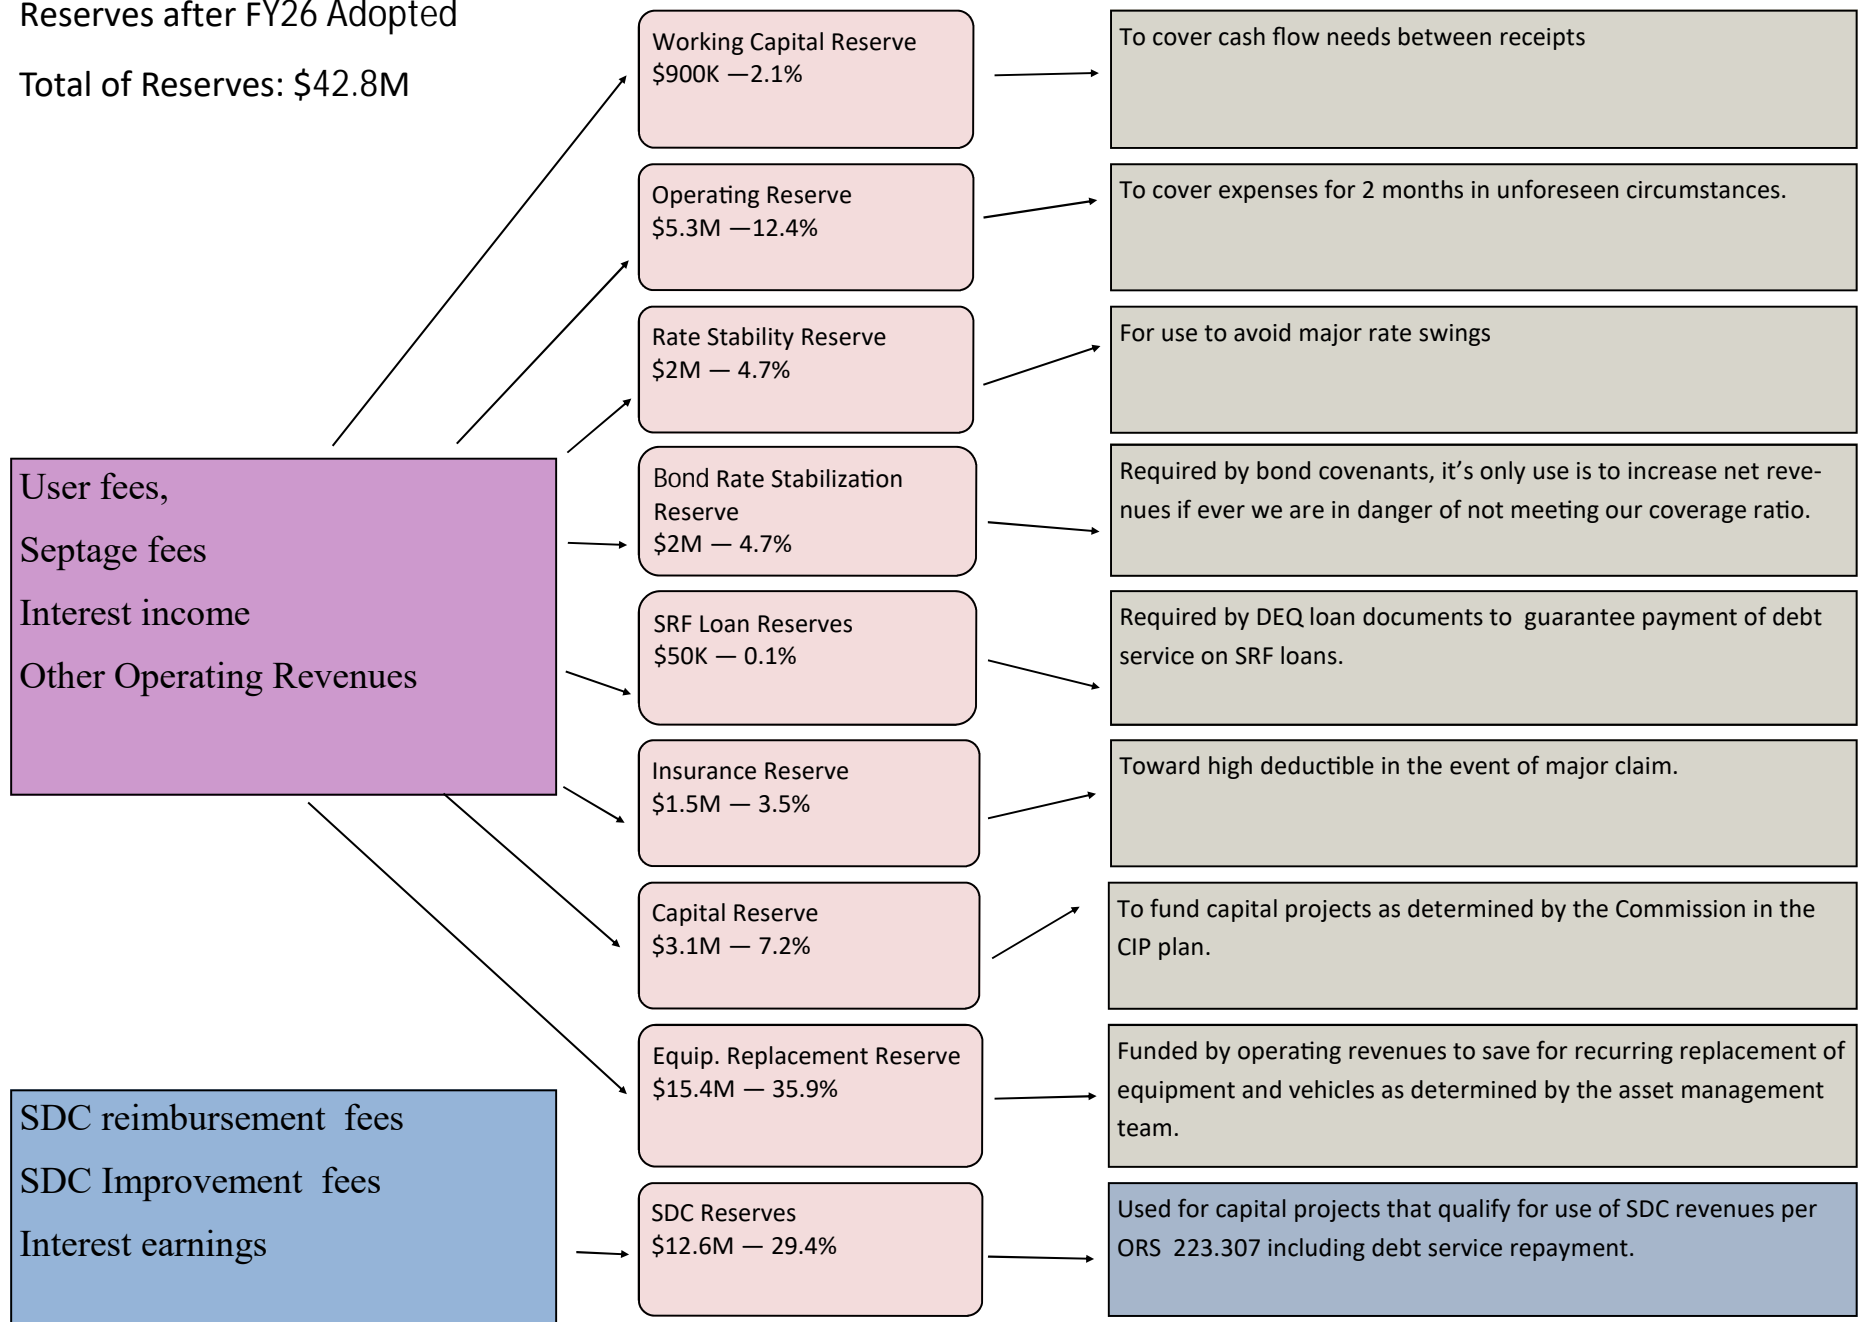 Reserves after FY26 Adopted
Total of Reserves: $42.8M
User fees,
Septage fees
Interest income
Other Operating Revenues
SDC reimbursement  fees
SDC Improvement  fees
Interest earnings
Working Capital Reserve
$900K —2.1%
To cover cash flow needs between receipts
Operating Reserve
$5.3M —12.4%
To cover expenses for 2 months in unforeseen circumstances.
Rate Stability Reserve
$2M — 4.7%
For use to avoid major rate swings
Bond Rate Stabilization
Reserve
$2M — 4.7%
Required by bond covenants, it’s only use is to increase net reve-
nues if ever we are in danger of not meeting our coverage ratio.
SRF Loan Reserves
$50K — 0.1%
Required by DEQ loan documents to  guarantee payment of debt
service on SRF loans.
Insurance Reserve
$1.5M — 3.5%
Toward high deductible in the event of major claim.
Capital Reserve
$3.1M — 7.2%
To fund capital projects as determined by the Commission in the
CIP plan.
Equip. Replacement Reserve
$15.4M — 35.9%
Funded by operating revenues to save for recurring replacement of
equipment and vehicles as determined by the asset management
team.
SDC Reserves
$12.6M — 29.4%
Used for capital projects that qualify for use of SDC revenues per
ORS  223.307 including debt service repayment.